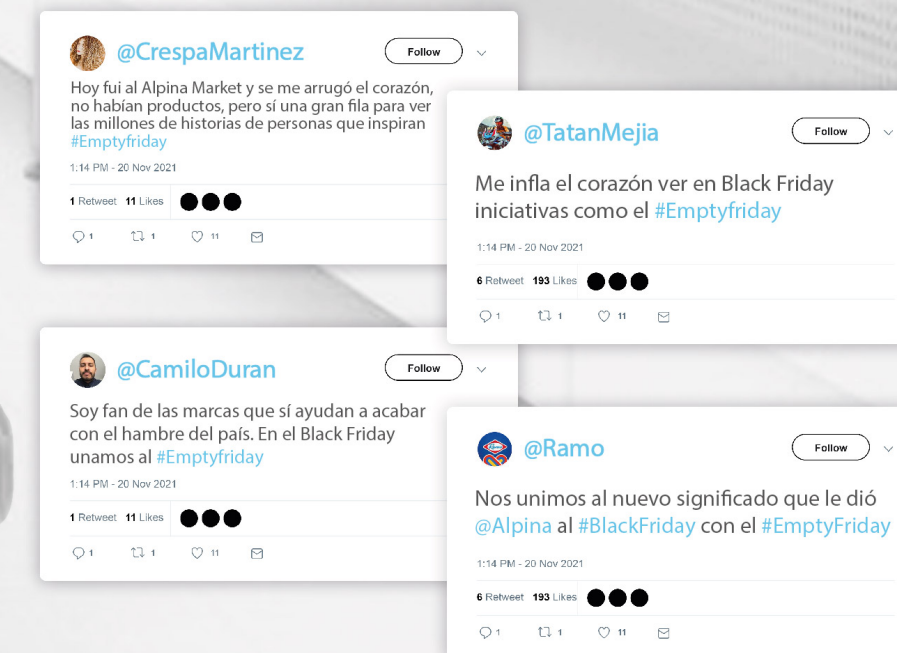 @CrespaMartinez
Follow
Hoy fui al Alpina Market y se me arrugó el corazón,
no habían productos, pero sí una gran fila para ver
las millones de historias de personas que inspiran
#Emptyfriday
1:14 PM - 20 Nov 2021
1 Retweet 11 Likes
1 1 11
@TatanMejia
Follow
Me infla el corazón ver en Black Friday
iniciativas como el #Emptyfriday
1:14 PM - 20 Nov 2021
6 Retweet 193 Likes
1 1 11
@CamiloDuran
Follow
Soy fan de las marcas que sí ayudan a acabar
con el hambre del país. En el Black Friday
unamos al #Emptyfriday
1:14 PM - 20 Nov 2021
1 Retweet 11 Likes
1 1 11
@Ramo
Follow
Nos unimos al nuevo significado que le dió
@Alpina al #BlackFriday con el #EmptyFriday
1:14 PM - 20 Nov 2021
6 Retweet 193 Likes
1 1 11